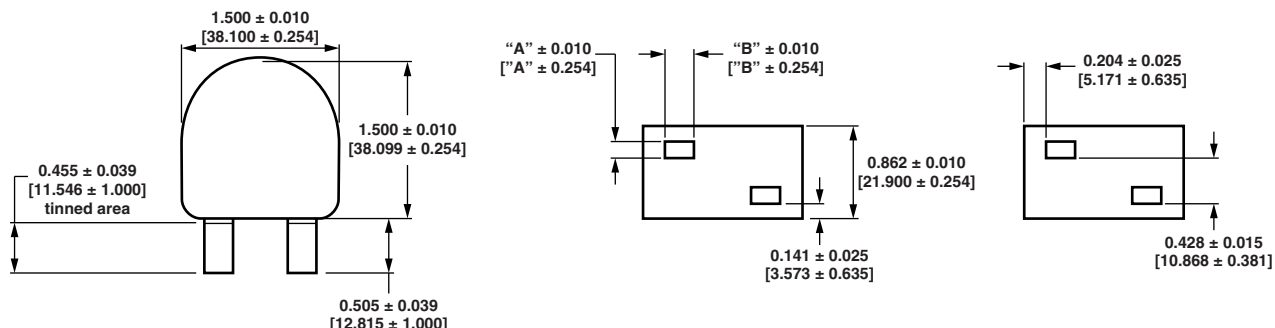 1.500 ± 0.010
[38.100 ± 0.254]
1.500 ± 0.010
[38.099 ± 0.254]
0.455 ± 0.039
[11.546 ± 1.000]
tinned area
0.505 ± 0.039
[12.815 ± 1.000]
“A” ± 0.010
["A” ± 0.254]
“B” ± 0.010
["B” ± 0.254]
0.862 ± 0.010
[21.900 ± 0.254]
0.141 ± 0.025
[3.573 ± 0.635]
0.204 ± 0.025
[5.171 ± 0.635]
0.428 ± 0.015
[10.868 ± 0.381]